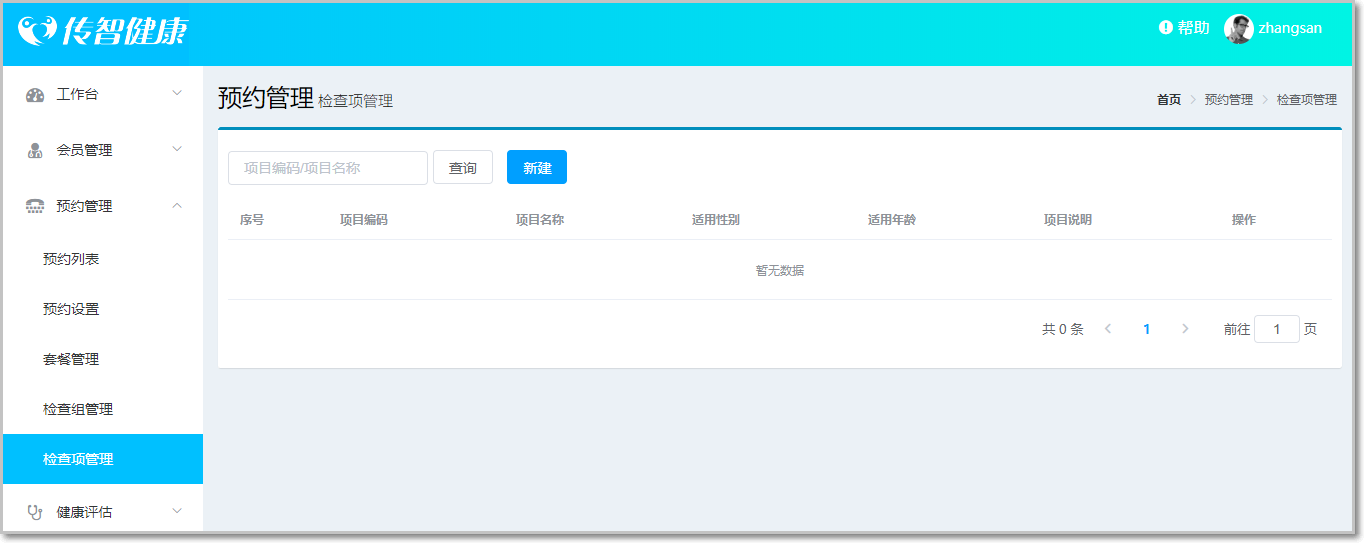 传智健康
帮助 zhangsan
工作台
会员管理
预约管理
预约列表
预约设置
套餐管理
检查组管理
检查项管理
健康评估
预约管理 检查项管理
首页 > 预约管理 > 检查项管理
项目编码/项目名称 查询 新建
序号 项目编码 项目名称 适用性别 适用年龄 项目说明 操作
暂无数据
共 0 条 < 1 > 前往 1 页